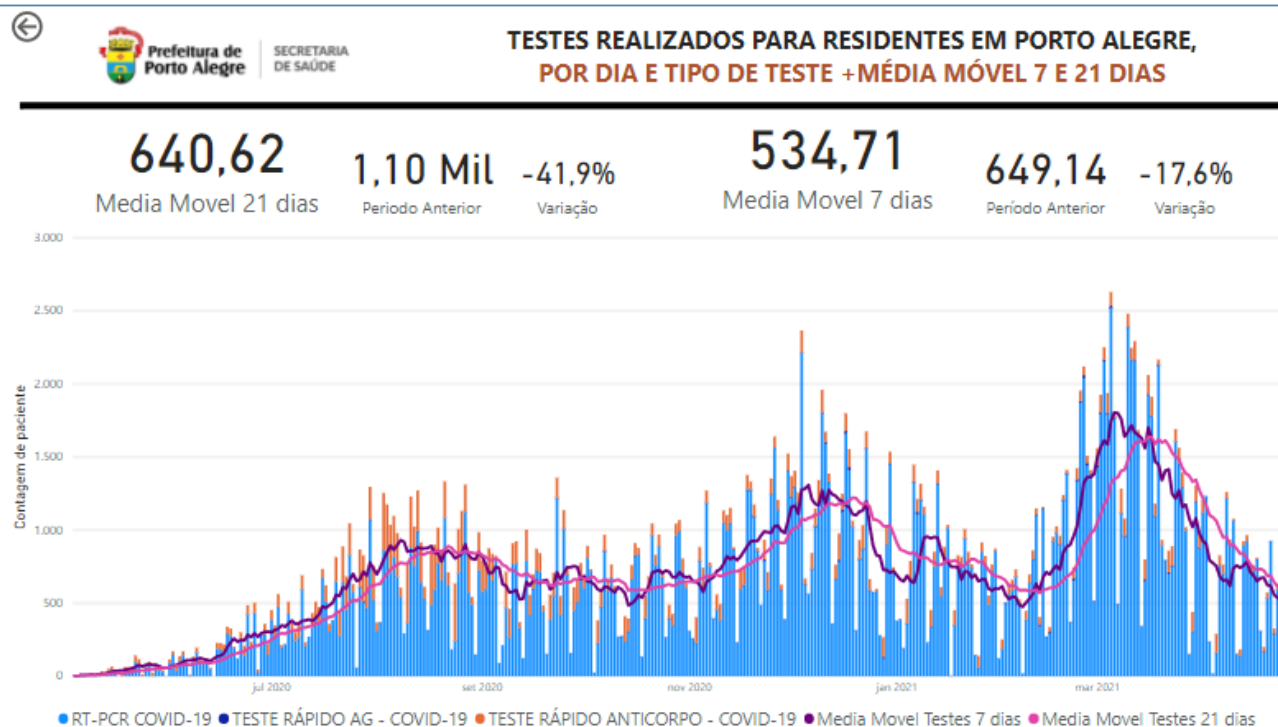 Prefeitura de
Porto Alegre
SECRETARIA
DE SAÚDE
TESTES REALIZADOS PARA RESIDENTES EM PORTO ALEGRE,
POR DIA E TIPO DE TESTE +MÉDIA MÓVEL 7 E 21 DIAS
640,62
Media Movel 21 dias
1,10 Mil
Periodo Anterior
-41,9%
Variação
534,71
Media Movel 7 dias
649,14
Período Anterior
-17,6%
Variação
Contagem de paciente
3.000
2.500
2.000
1.500
1.000
500
0
jul 2020
set 2020
nov 2020
jan 2021
mar 2021
RT-PCR COVID-19
TESTE RÁPIDO AG - COVID-19
TESTE RÁPIDO ANTICORPO - COVID-19
Media Movel Testes 7 dias
Media Movel Testes 21 dias